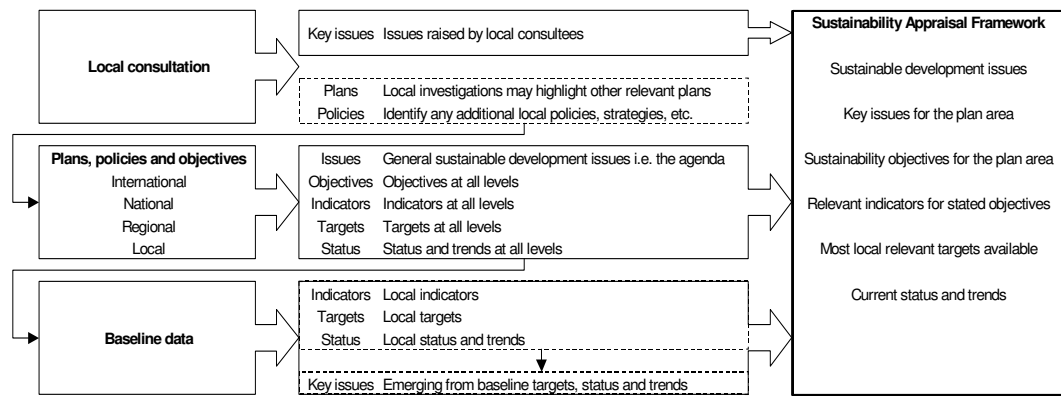 Local consultation
Key issues Issues raised by local consultees
Plans Local investigations may highlight other relevant plans
Policies Identify any additional local policies, strategies, etc.
Plans, policies and objectives
International
National
Regional
Local
Issues General sustainable development issues i.e. the agenda
Objectives Objectives at all levels
Indicators Indicators at all levels
Targets Targets at all levels
Status Status and trends at all levels
Baseline data
Indicators Local indicators
Targets Local targets
Status Local status and trends
Key issues Emerging from baseline targets, status and trends
Sustainability Appraisal Framework
Sustainable development issues
Key issues for the plan area
Sustainability objectives for the plan area
Relevant indicators for stated objectives
Most local relevant targets available
Current status and trends